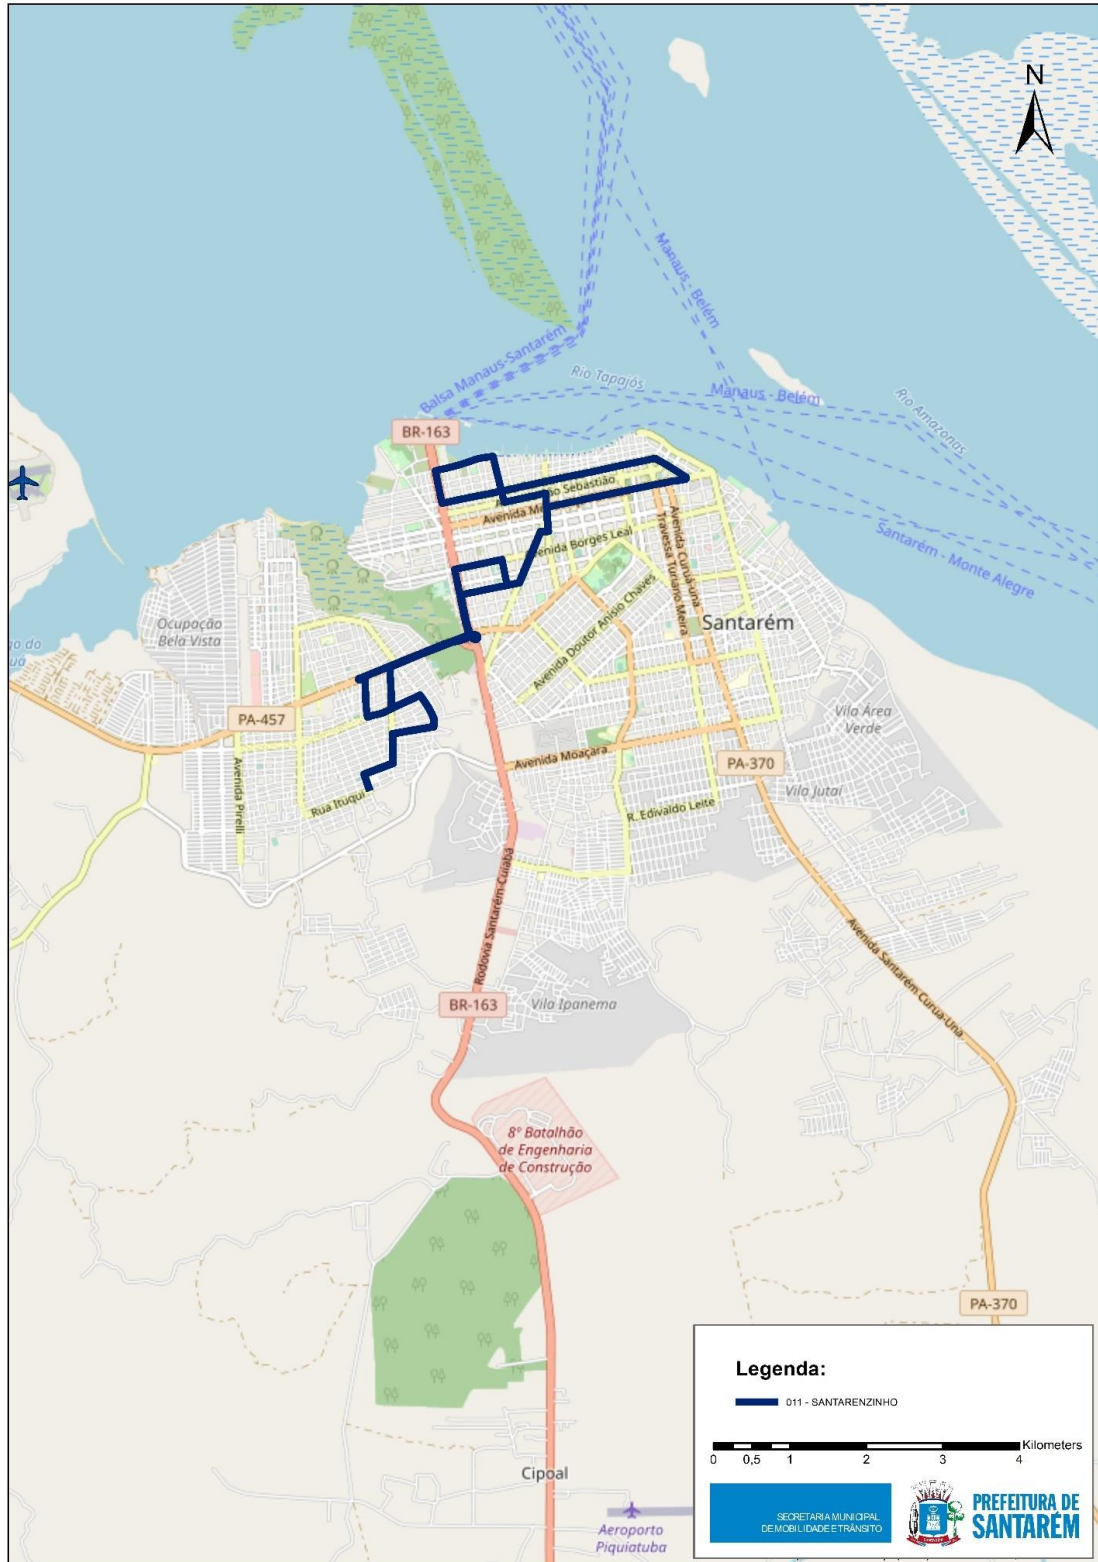 N
Manaus - Belém
Balsa Manaus-Santarém
Rio Tapajós
Manaus - Belém
Rio Amazonas
BR-163
São Sebastião
Avenida
Avenida Borges Leal
Santarém - Monte Alegre
Avenida Curuá-Una
Travessa Turiano Meira
Avenida Doutor Anísio Chaves
Santarém
Ocupação
Bela Vista
PA-457
Vila Área
Verde
Avenida Moaçara
PA-370
Vila Jutaí
Avenida Pirelli
Rua Ituqui
R. Edivaldo Leite
Rodovia Santarém-Cuiabá
Avenida Santarém Curuá-Una
BR-163
Vila Ipanema
8º Batalhão
de Engenharia
de Construção
PA-370
Cipoal
Aeroporto
Piquiatuba
Legenda:
011 - SANTARENZINHO
Kilometers
0 0,5 1 2 3 4
SECRETARIA MUNICIPAL
DE MOBILIDADE E TRÂNSITO
PREFEITURA DE
SANTARÉM